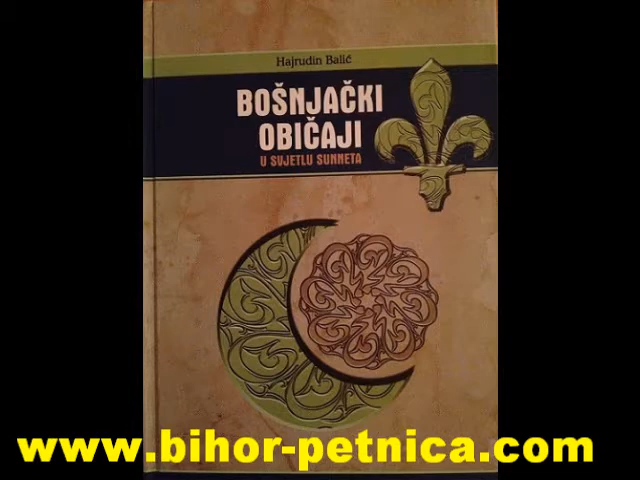 Hajrudin Balić
BOŠNJAČKI
OBIČAJI
U SVJETLU SUNNETA
www.bihor-petnica.com